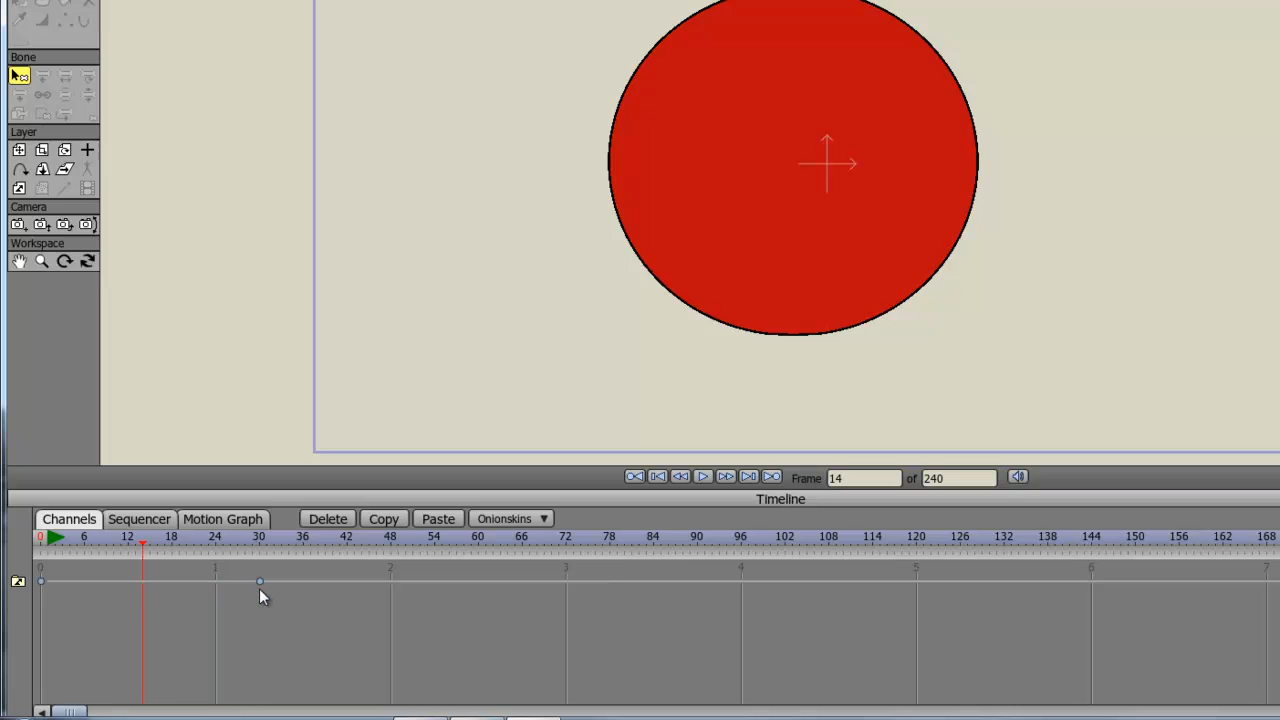 Bone
Layer
Camera
Workspace
Frame 14 of 240
Timeline
Channels Sequencer Motion Graph Delete Copy Paste Onionskins
0 6 12 18 24 30 36 42 48 54 60 66 72 78 84 90 96 102 108 114 120 126 132 138 144 150 156 162 168
0 1 2 3 4 5 6 7